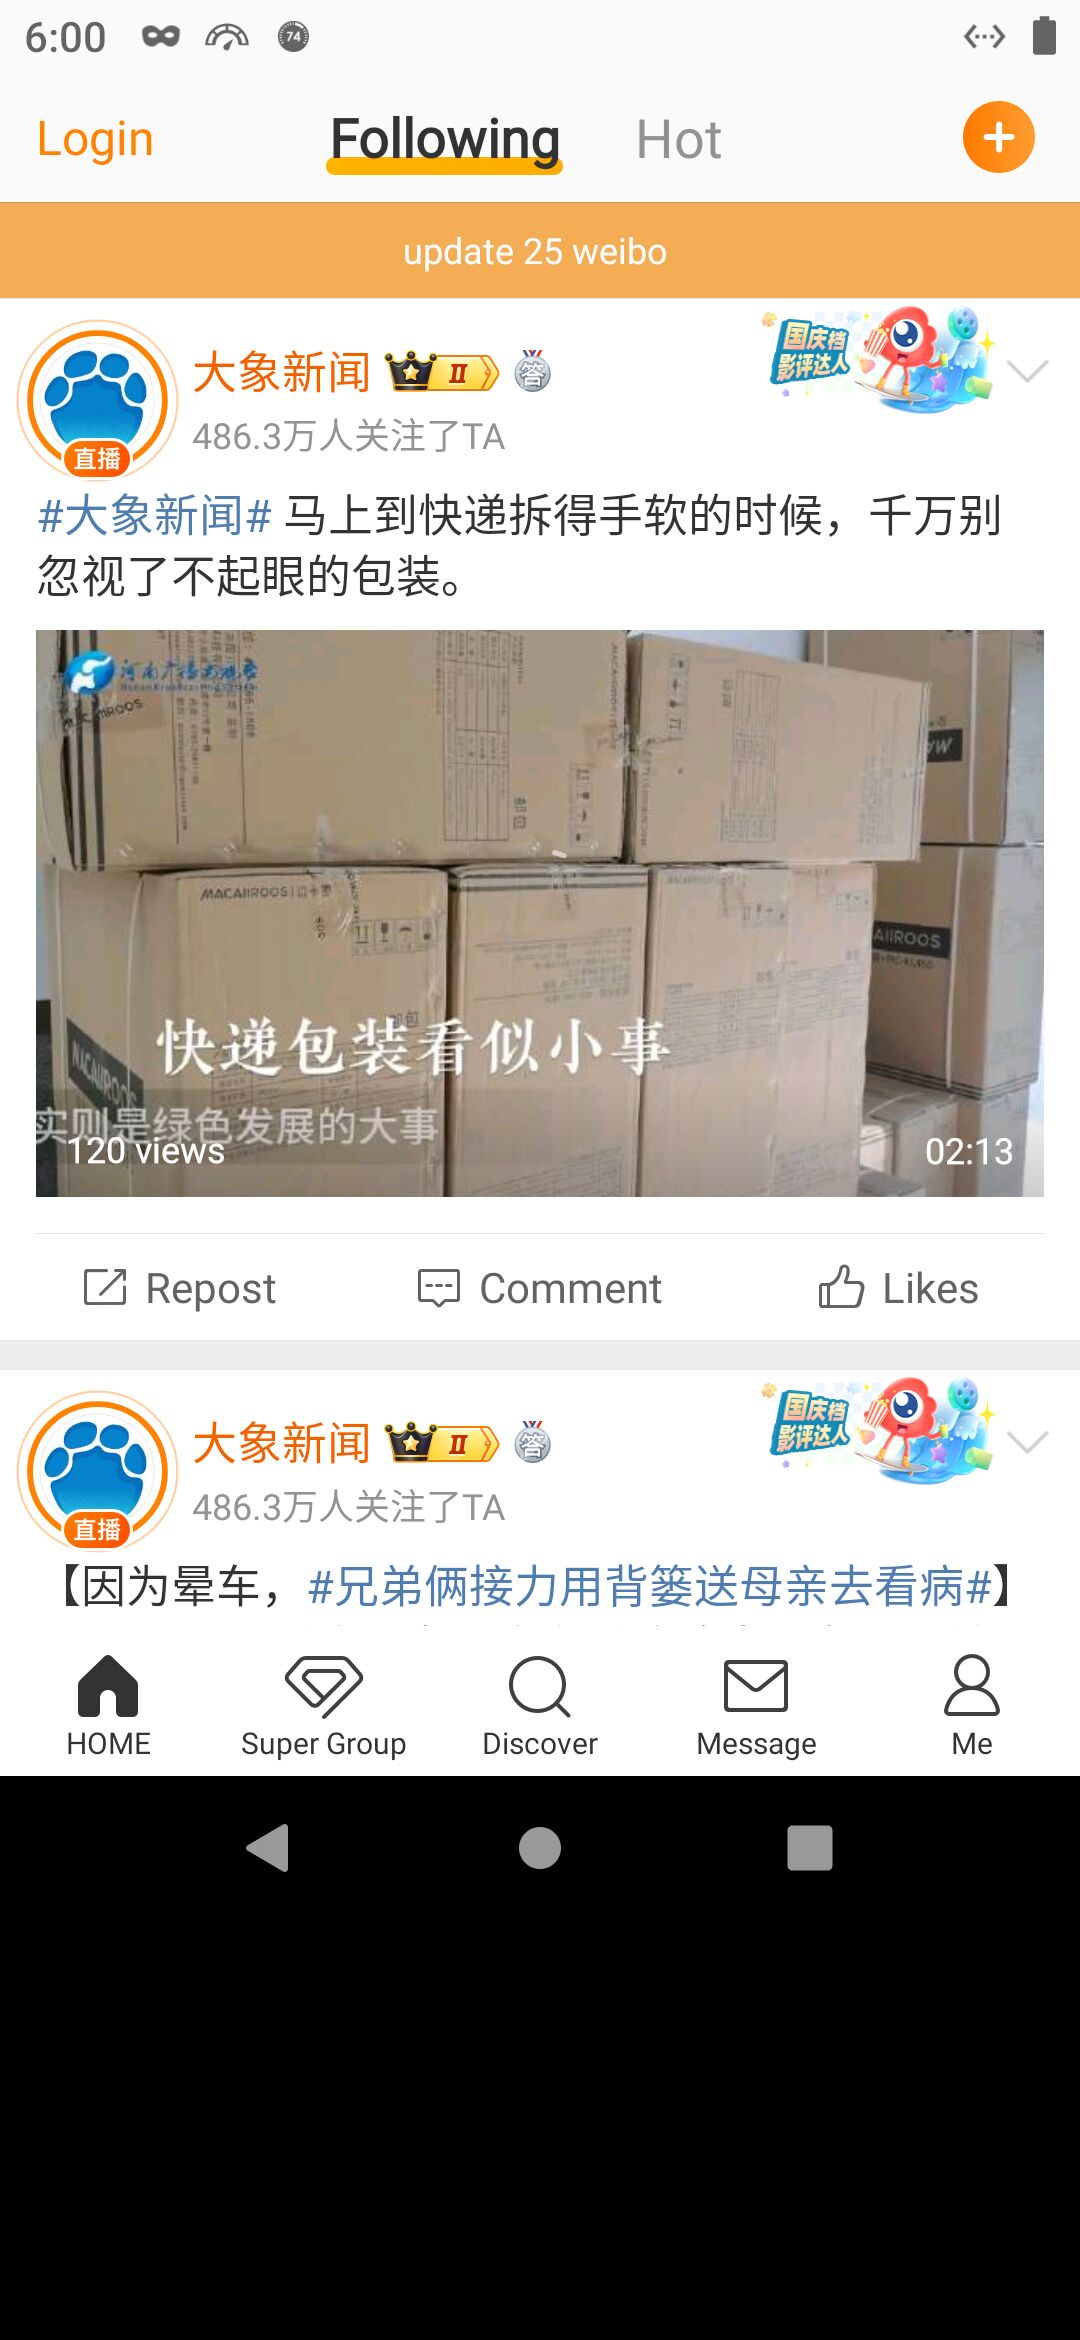 6:00
74
Login
Following
Hot
update 25 weibo
大象新闻
II
答
国庆档
影评达人
486.3万人关注了TA
直播
#大象新闻# 马上到快递拆得手软的时候，千万别
忽视了不起眼的包装。
河南广播电视台
MACAIIROOS
MACAIIROOS
AIIROOS
MACAIIROOS
邮包
快递包装看似小事
实则是绿色发展的大事
120 views
02:13
Repost
Comment
Likes
大象新闻
II
答
国庆档
影评达人
486.3万人关注了TA
直播
【因为晕车，#兄弟俩接力用背篓送母亲去看病#】
HOME
Super Group
Discover
Message
Me